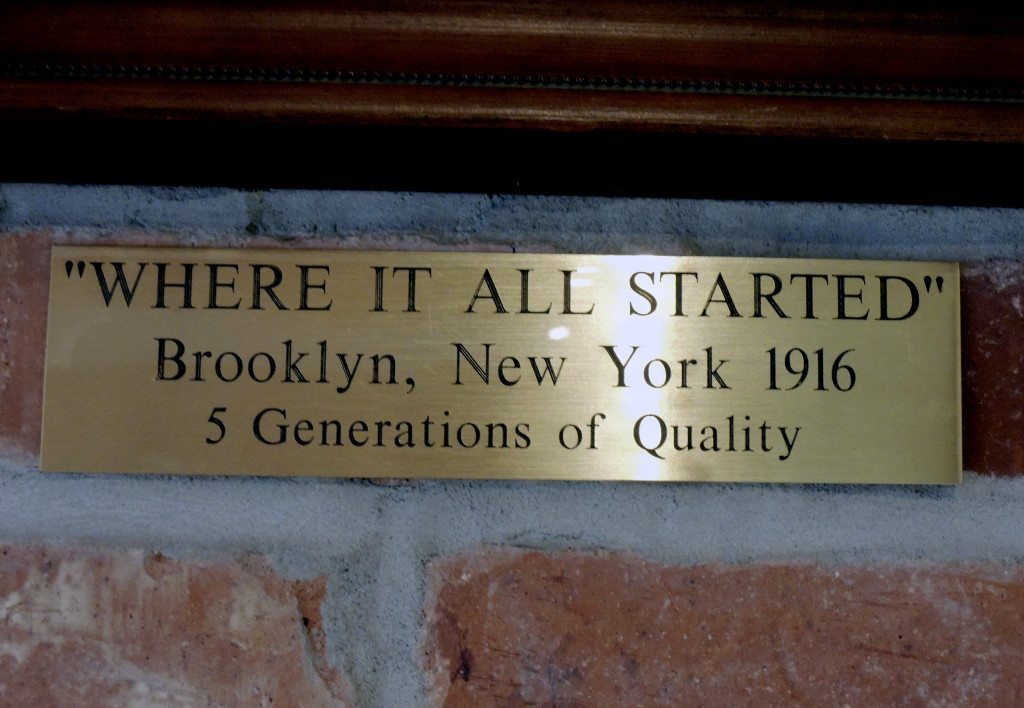 "WHERE IT ALL STARTED"
Brooklyn, New York 1916
5 Generations of Quality